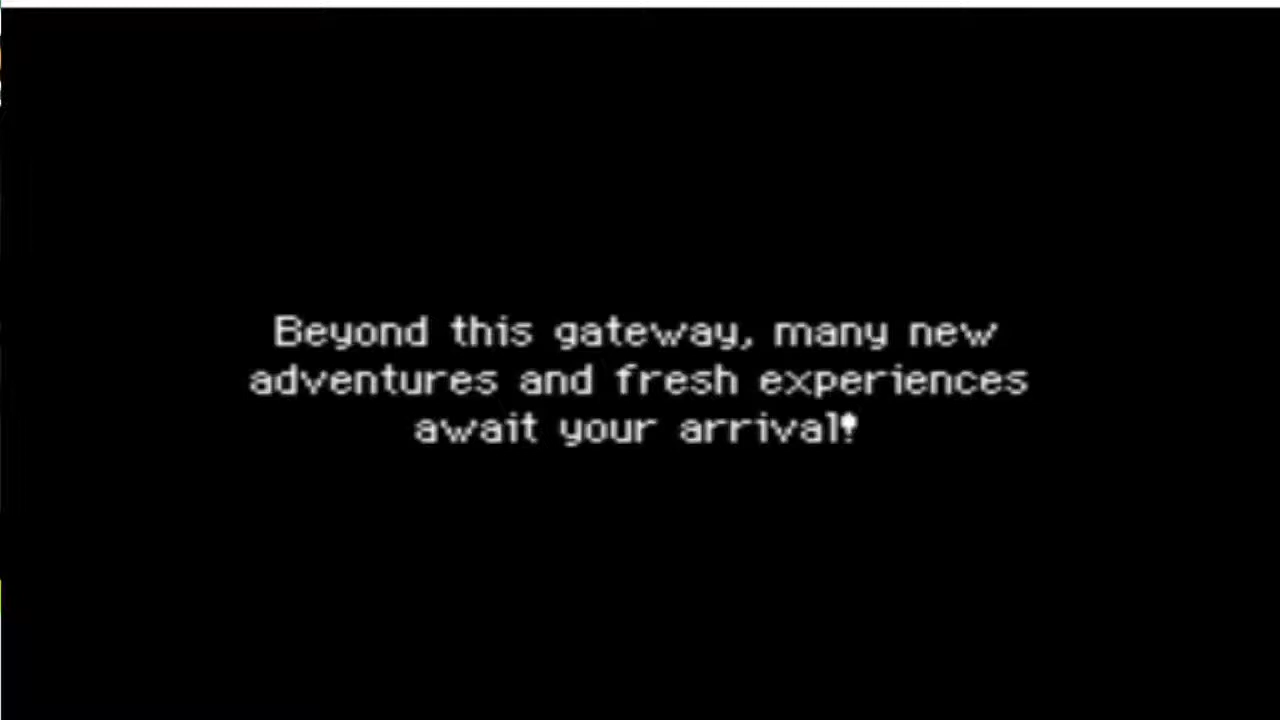 Beyond this gateway, many new
adventures and fresh experiences
await your arrival!